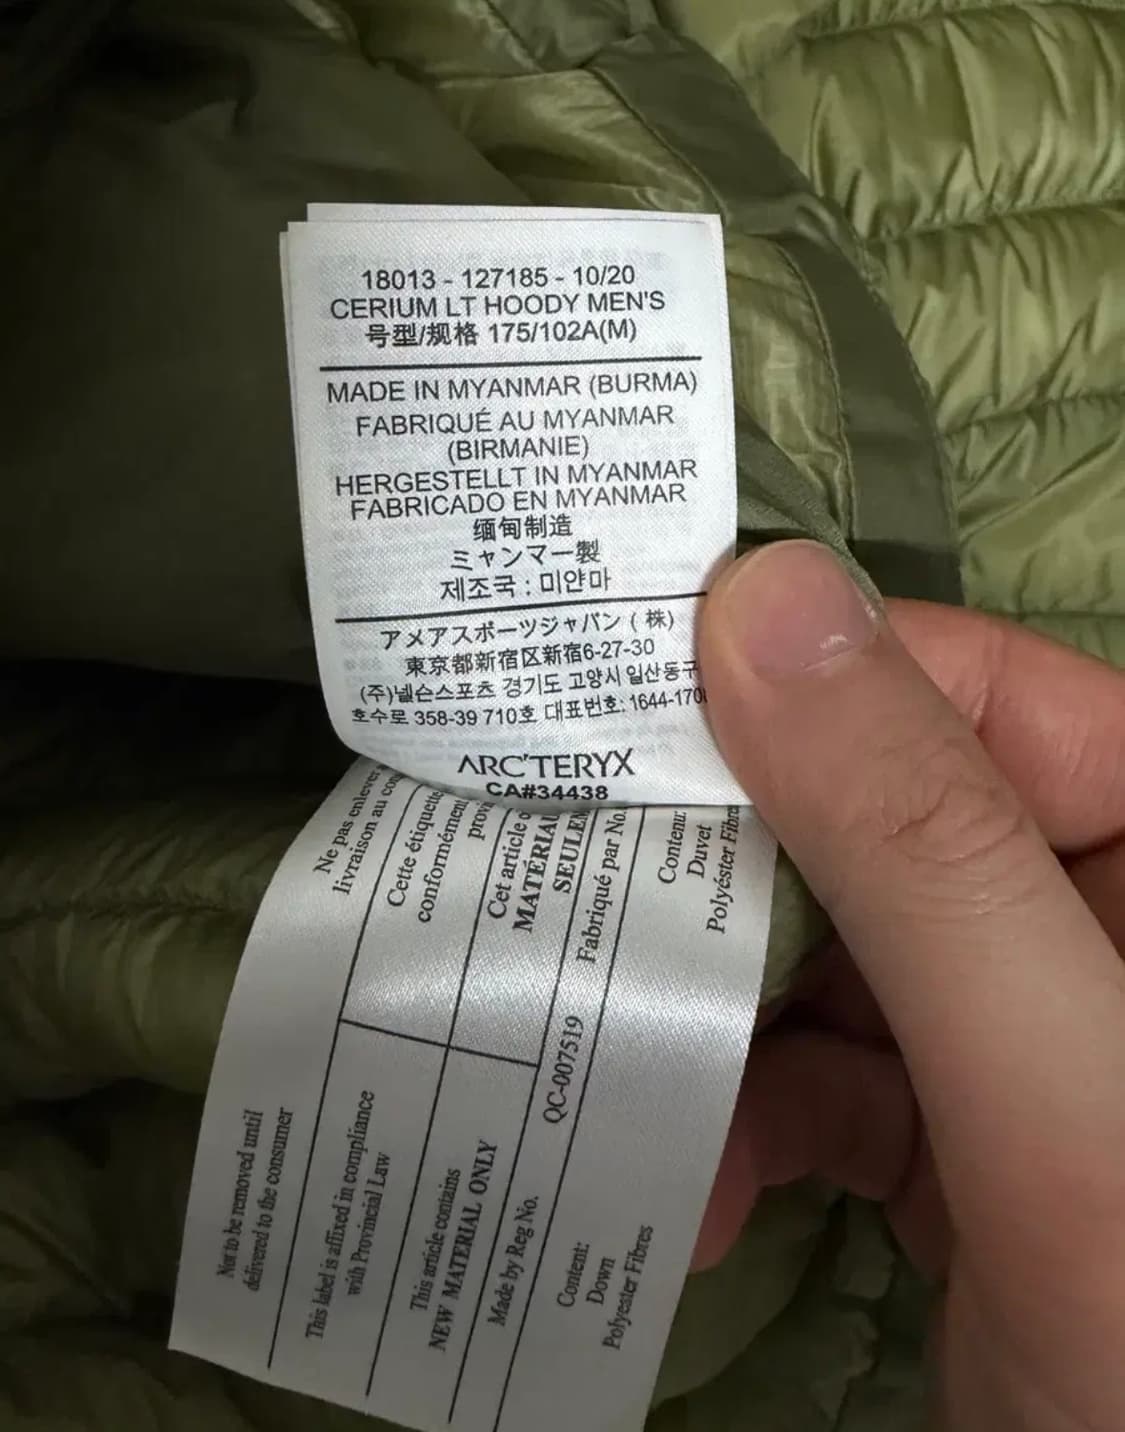 18013 - 127185 - 10/20
CERIUM LT HOODY MEN'S
号型/规格 175/102A(M)
MADE IN MYANMAR (BURMA)
FABRIQUÉ AU MYANMAR
(BIRMANIE)
HERGESTELLT IN MYANMAR
FABRICADO EN MYANMAR
缅甸制造
ミャンマー製
제조국 : 미얀마
アメアスポーツジャパン ( 株)
東京都新宿区新宿6-27-30
(주)넬슨스포츠 경기도 고양시 일산동구
호수로 358-39 710호 대표번호: 1644-170
ARC'TERYX
CA#34438
Ne pas enlever
livraison au
Cette étiquette
conformément
Cet article
SEULEM
Fabriqué par No.
Contenu:
Duvet
Polyéster Fibre
Not to be removed until
delivered to the consumer
This label is affixed in compliance
with Provincial Law
This article contains
NEW MATERIAL ONLY
Made by Reg No.
QC-007519
Content:
Down
Polyester Fibres